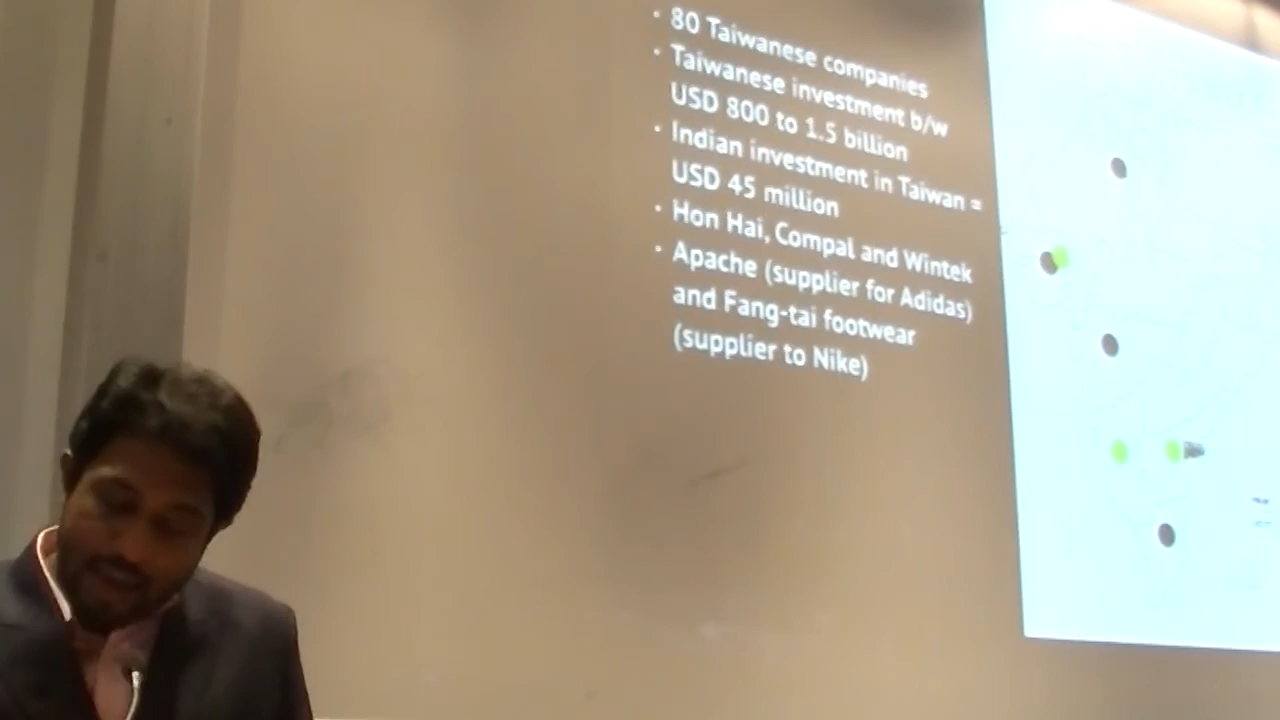 • 80 Taiwanese companies
• Taiwanese investment b/w
USD 800 to 1.5 billion
• Indian investment in Taiwan =
USD 45 million
• Hon Hai, Compal and Wintek
• Apache (supplier for Adidas)
and Fang-tai footwear
(supplier to Nike)